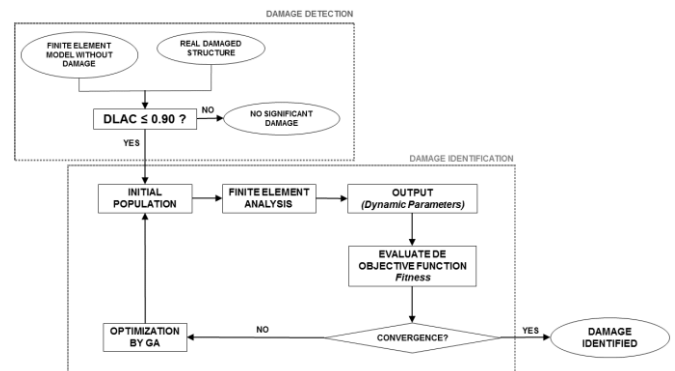 DAMAGE DETECTION
FINITE ELEMENT
MODEL WITHOUT
DAMAGE
REAL DAMAGED
STRUCTURE
DLAC ≤ 0.90 ?
NO
NO SIGNIFICANT
DAMAGE
YES
DAMAGE IDENTIFICATION
INITIAL
POPULATION
FINITE ELEMENT
ANALYSIS
OUTPUT
(Dynamic Parameters)
EVALUATE DE
OBJECTIVE FUNCTION
Fitness
OPTIMIZATION
BY GA
NO
CONVERGENCE?
YES
DAMAGE
IDENTIFIED